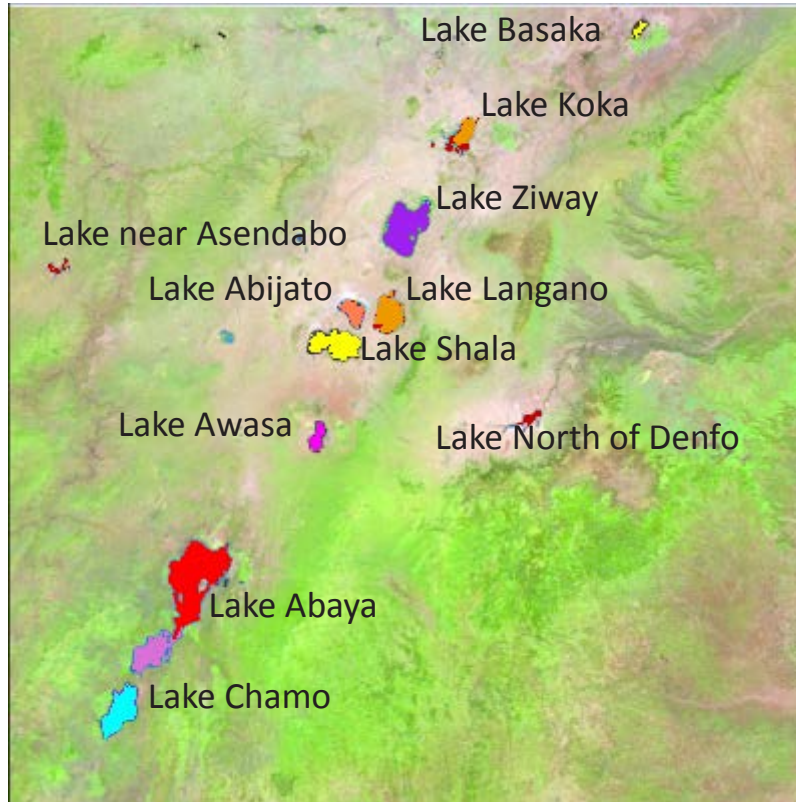 Lake Basaka
Lake Koka
Lake Ziway
Lake near Asendabo
Lake Abijato
Lake Langano
Lake Shala
Lake Awasa
Lake North of Denfo
Lake Abaya
Lake Chamo